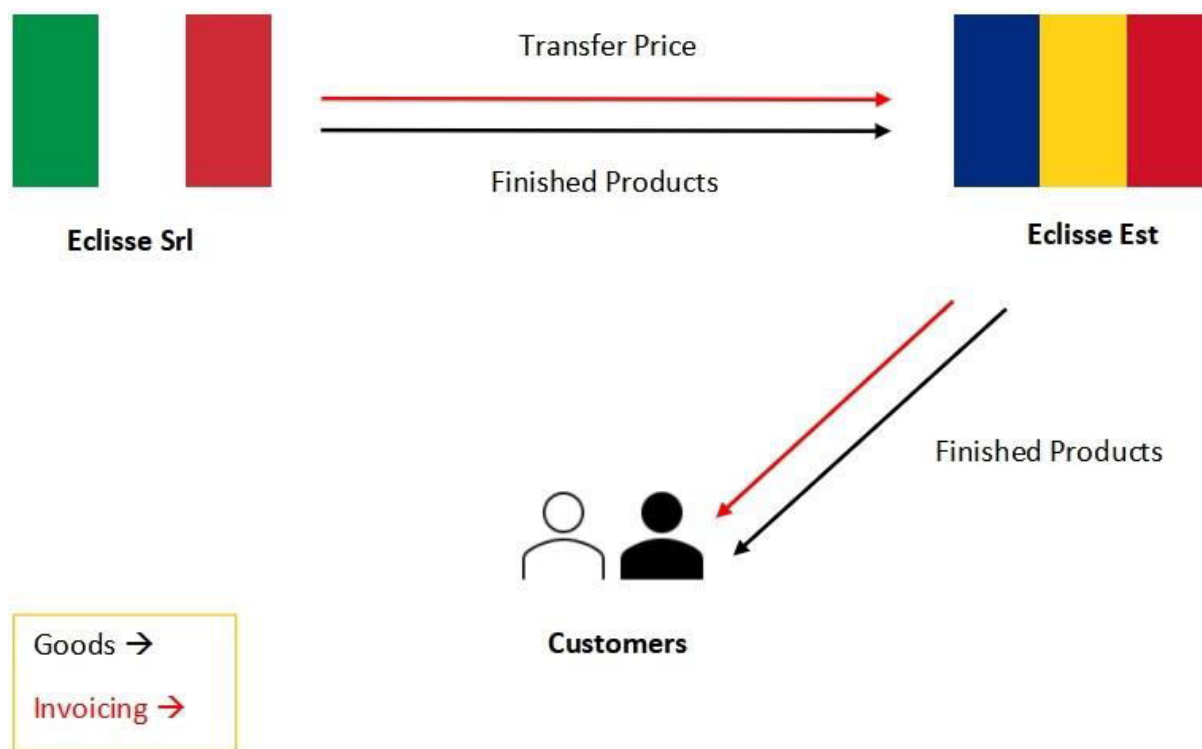 Transfer Price
Finished Products
Eclisse Srl
Eclisse Est
Finished Products
Customers
Goods →
Invoicing →